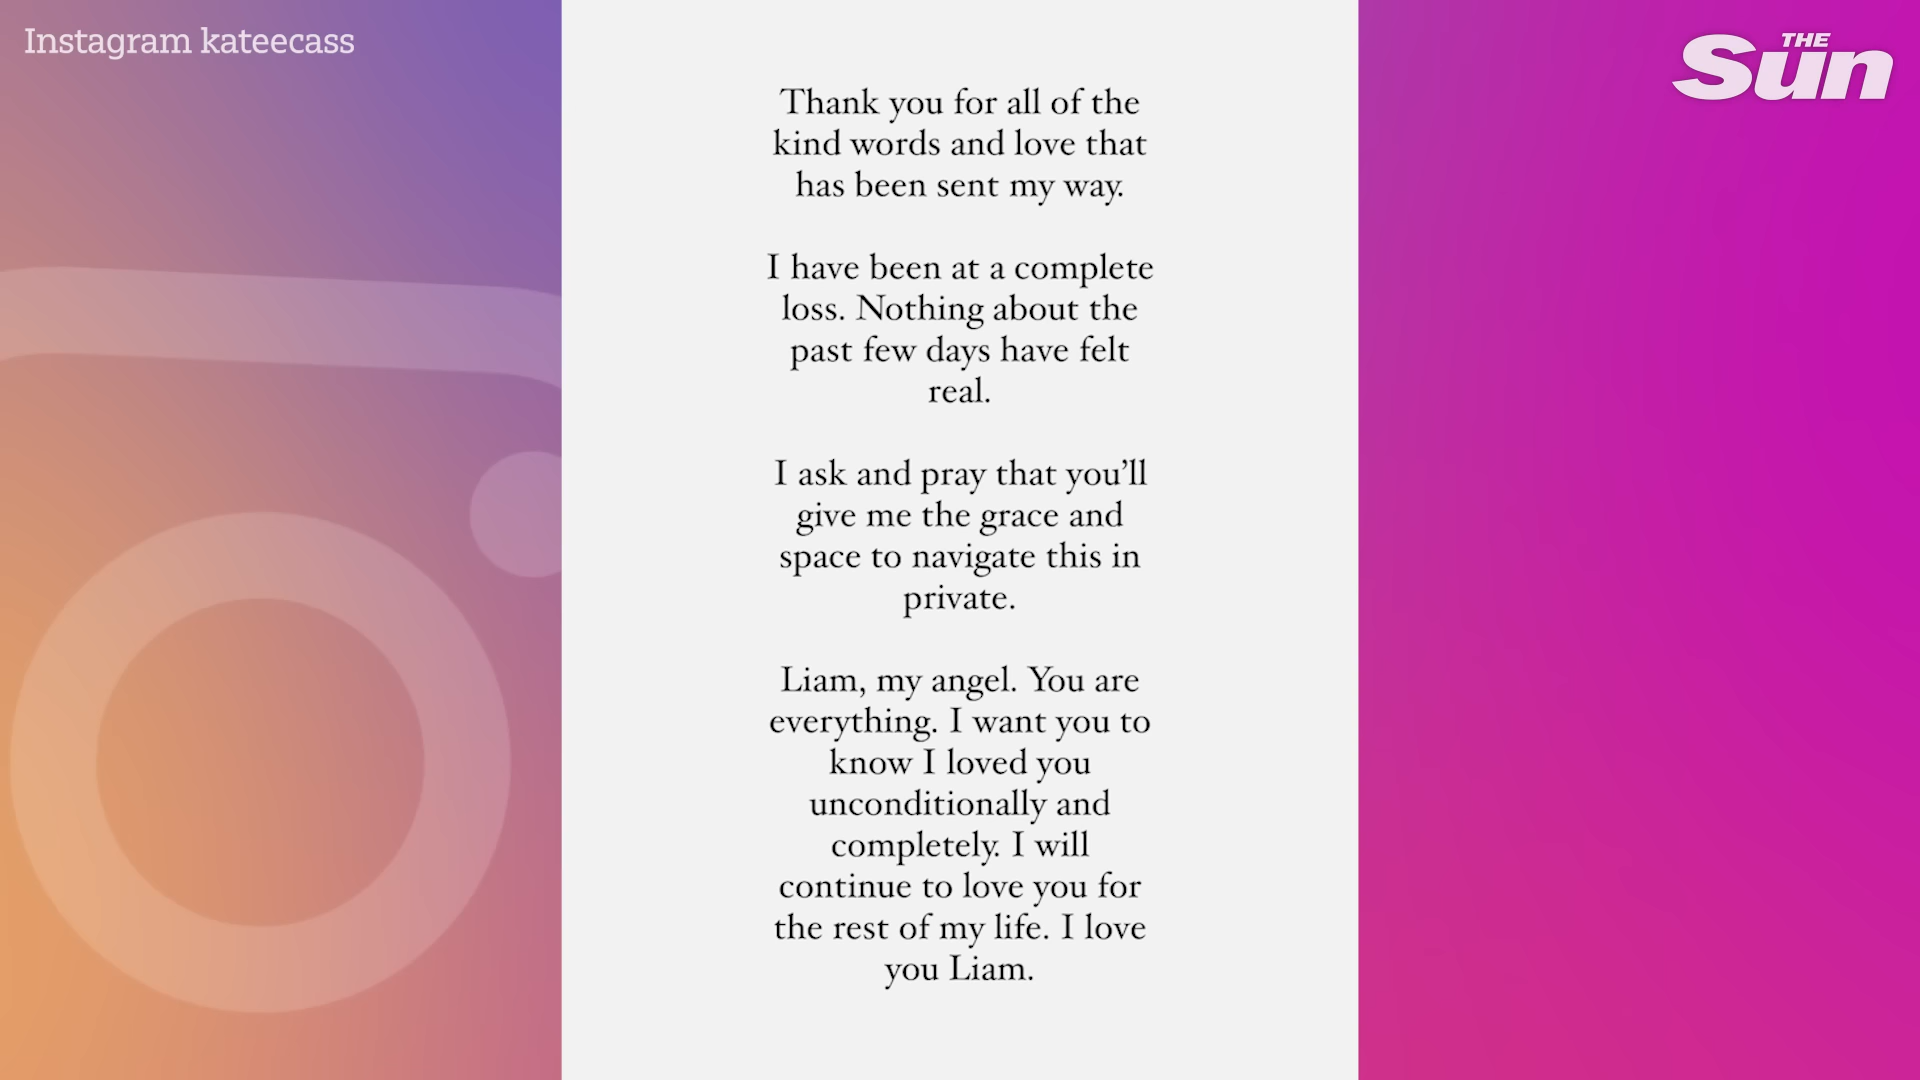 Instagram kateecass
THE
Sun
Thank you for all of the
kind words and love that
has been sent my way.
I have been at a complete
loss. Nothing about the
past few days have felt
real.
I ask and pray that you’ll
give me the grace and
space to navigate this in
private.
Liam, my angel. You are
everything. I want you to
know I loved you
unconditionally and
completely. I will
continue to love you for
the rest of my life. I love
you Liam.